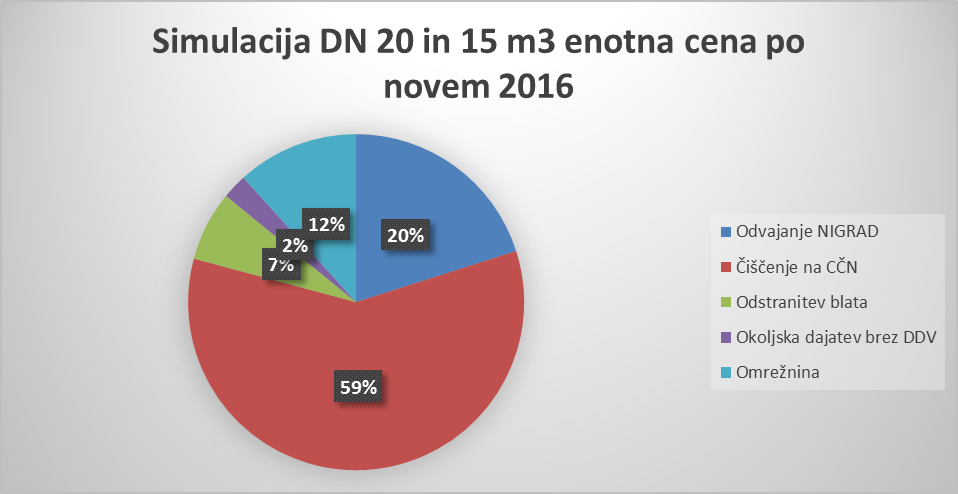 Simulacija DN 20 in 15 m3 enotna cena po
novem 2016
12%
20%
2%
7%
59%
Odvajanje NIGRAD
Čiščenje na CČN
Odstranitev blata
Okoljska dajatev brez DDV
Omrežnina